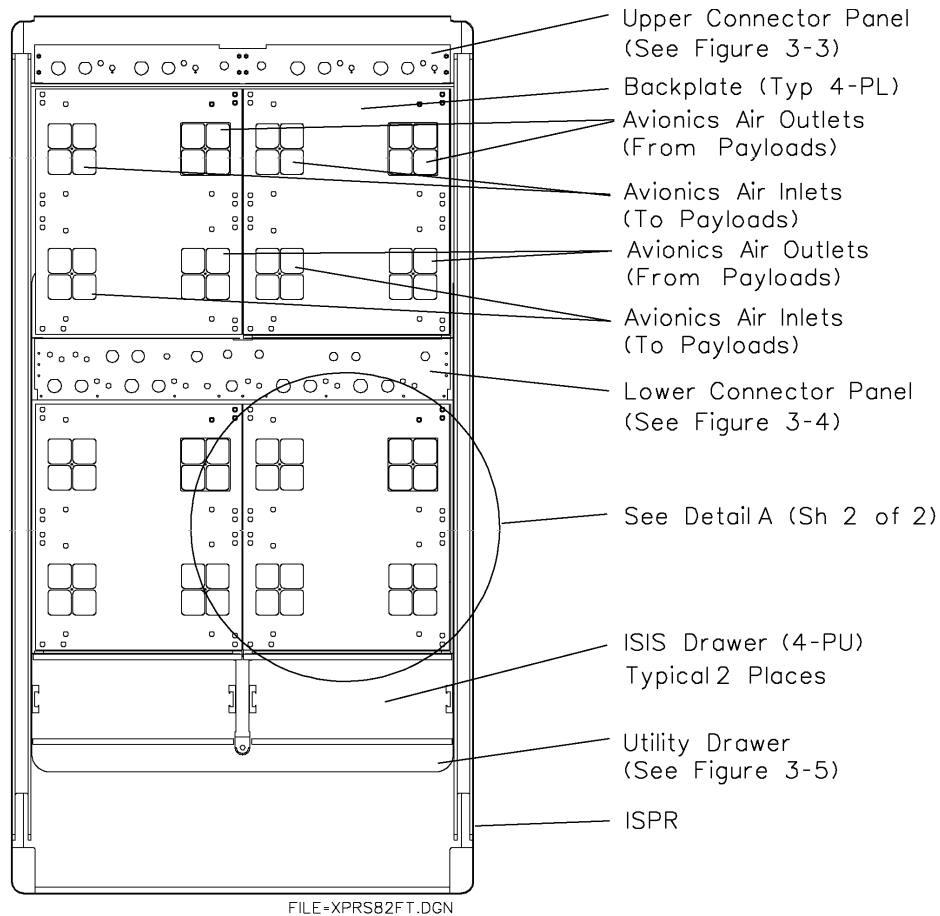 Upper Connector Panel
(See Figure 3-3)
Backplate (Typ 4-PL)
Avionics Air Outlets
(From Payloads)
Avionics Air Inlets
(To Payloads)
Avionics Air Outlets
(From Payloads)
Avionics Air Inlets
(To Payloads)
Lower Connector Panel
(See Figure 3-4)
See Detail A (Sh 2 of 2)
ISIS Drawer (4-PU)
Typical 2 Places
Utility Drawer
(See Figure 3-5)
ISPR
FILE=XPRS82FT.DGN